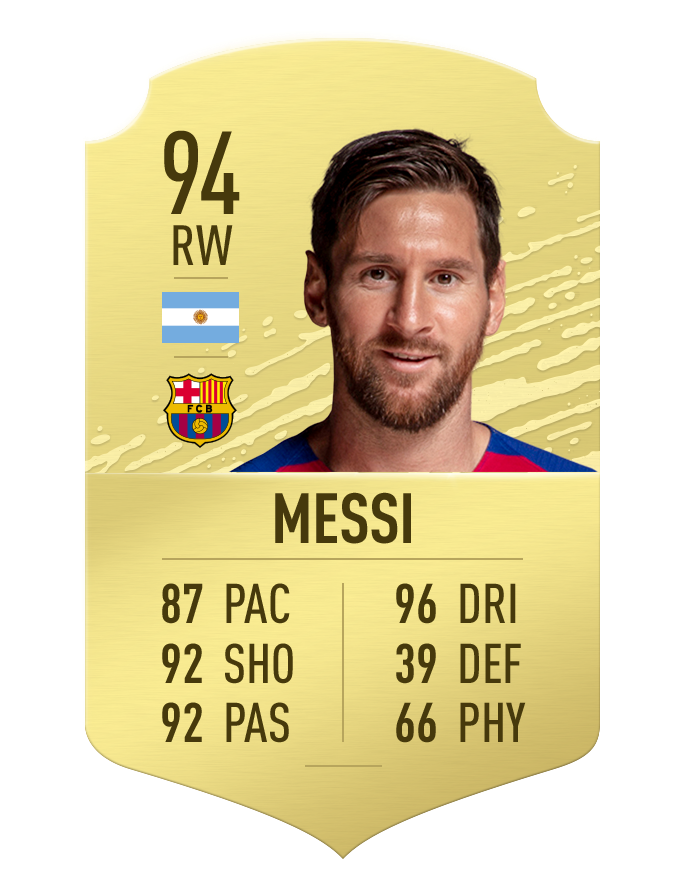 94
RW
FCB
MESSI
87 PAC
92 SHO
92 PAS
96 DRI
39 DEF
66 PHY